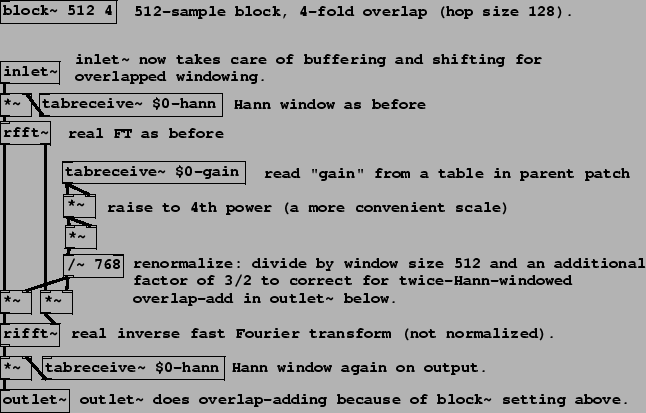 block~ 512 4 512-sample block, 4-fold overlap (hop size 128).
inlet~ now takes care of buffering and shifting for
inlet~ overlapped windowing.
*~ tabreceive~ $0-hann Hann window as before
rfft~ real FT as before
tabreceive~ $0-gain read "gain" from a table in parent patch
*~ raise to 4th power (a more convenient scale)
*~
/~ 768 renormalize: divide by window size 512 and an additional
factor of 3/2 to correct for twice-Hann-windowed
*~ *~ overlap-add in outlet~ below.
rifft~ real inverse fast Fourier transform (not normalized).
*~ tabreceive~ $0-hann Hann window again on output.
outlet~ outlet~ does overlap-adding because of block~ setting above.